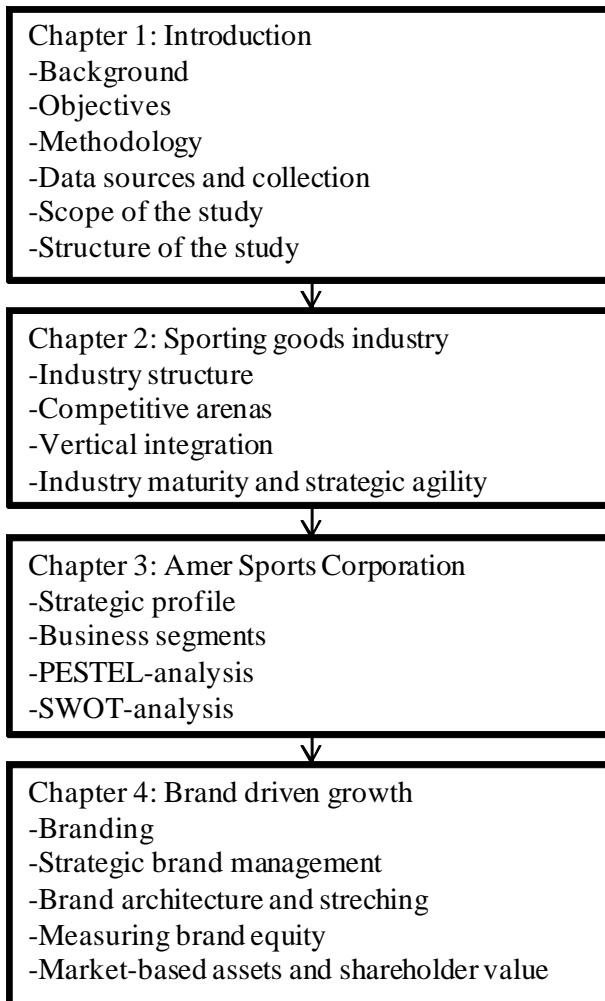 Chapter 1: Introduction
-Background
-Objectives
-Methodology
-Data sources and collection
-Scope of the study
-Structure of the study
Chapter 2: Sporting goods industry
-Industry structure
-Competitive arenas
-Vertical integration
-Industry maturity and strategic agility
Chapter 3: Amer Sports Corporation
-Strategic profile
-Business segments
-PESTEL-analysis
-SWOT-analysis
Chapter 4: Brand driven growth
-Branding
-Strategic brand management
-Brand architecture and streching
-Measuring brand equity
-Market-based assets and shareholder value